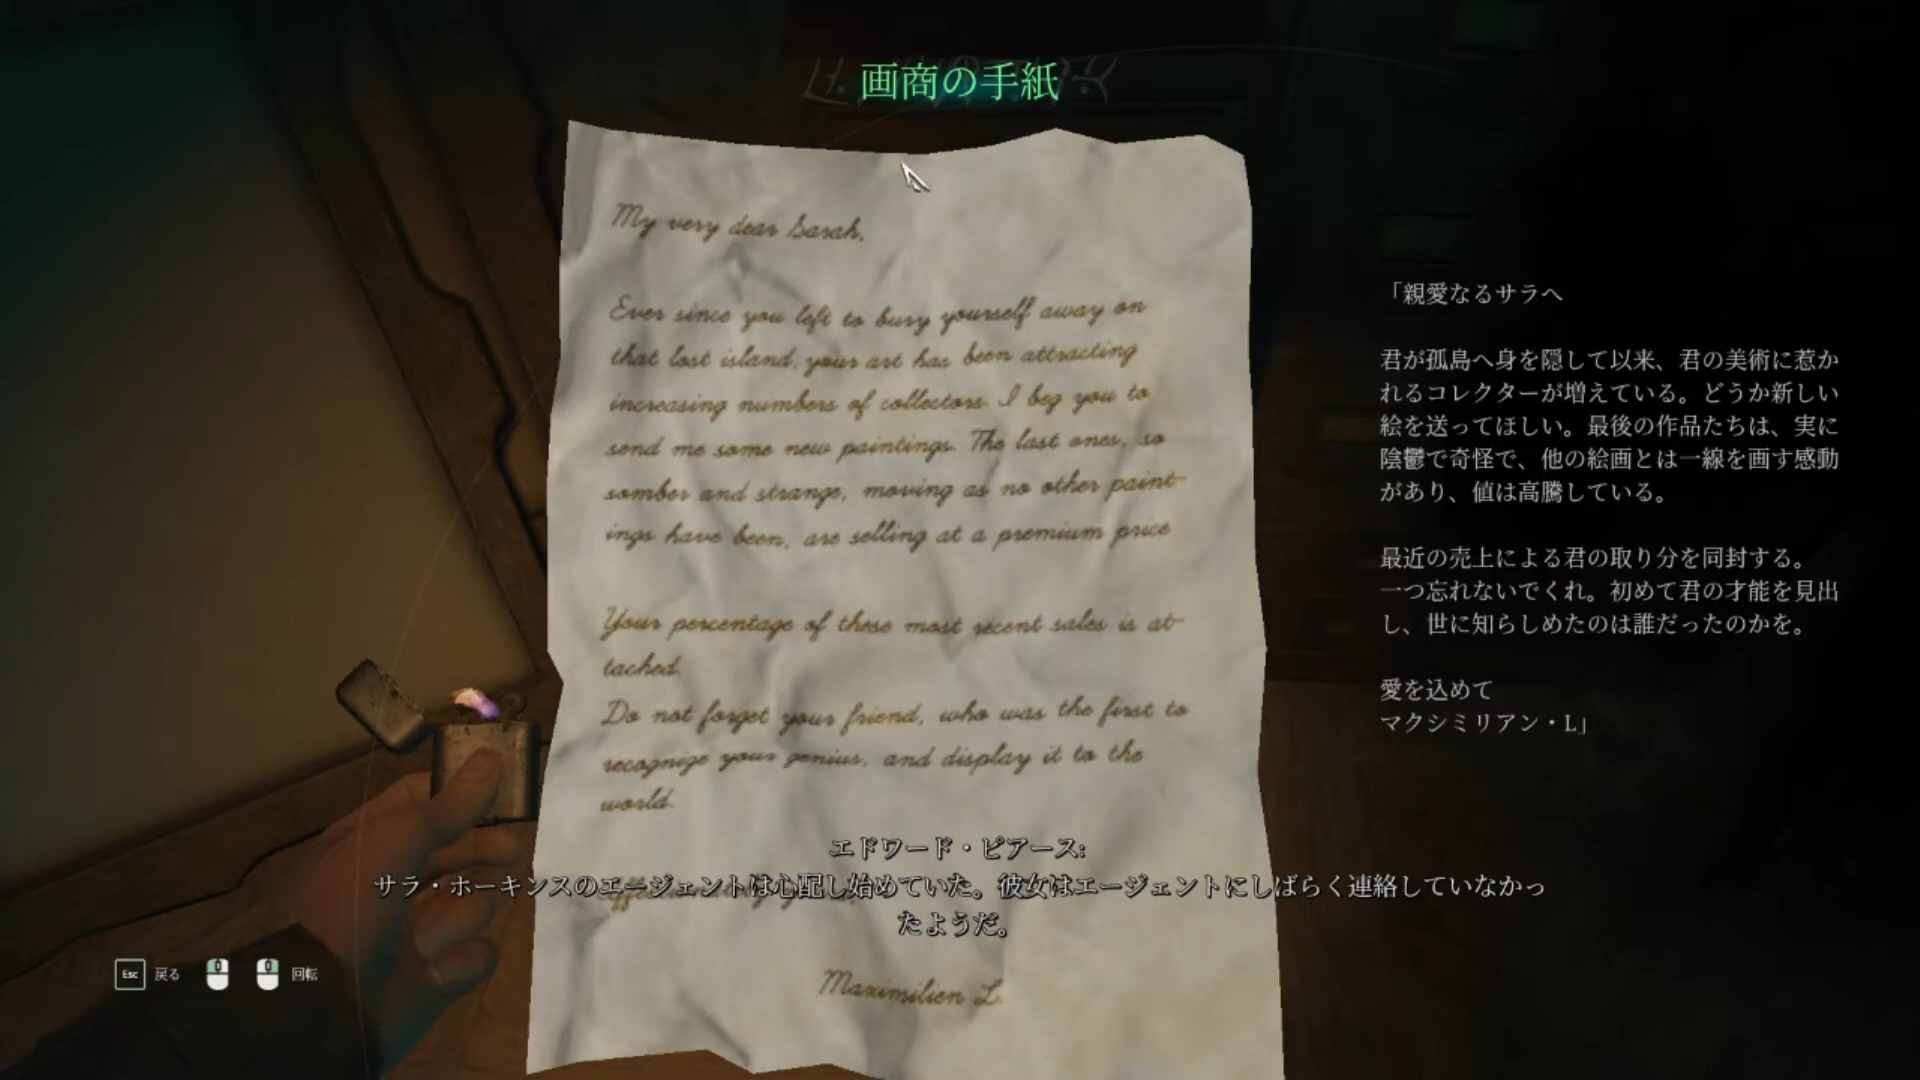 画商の手紙
My very dear Sarah,
Ever since you left to bury yourself away on
that lost island, your art has been attracting
increasing numbers of collectors. I beg you to
send me some new paintings. The last ones, so
somber and strange, moving as no other paint-
ings have been, are selling at a premium price
Your percentage of these most recent sales is at-
tached.
Do not forget your friend, who was the first to
recognize your genius, and display it to the
world.
Maximilien L.
「親愛なるサラへ
君が孤島へ身を隠して以来、君の美術に惹か
れるコレクターが増えている。どうか新しい
絵を送ってほしい。最後の作品たちは、実に
陰鬱で奇怪で、他の絵画とは一線を画す感動
があり、値は高騰している。
最近の売上による君の取り分を同封する。
一つ忘れないでくれ。初めて君の才能を見出
し、世に知らしめたのは誰だったのかを。
愛を込めて
マクシミリアン・L」
エドワード・ピアース:
サラ・ホーキンスのエージェントは心配し始めていた。彼女はエージェントにしばらく連絡していなかっ
たようだ。
Esc 戻る 回転